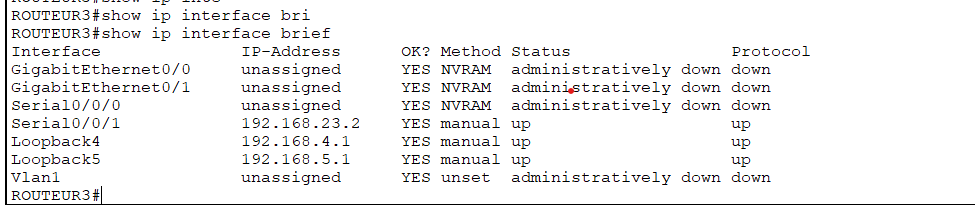 ROUTEUR3#show ip interface bri
ROUTEUR3#show ip interface brief
Interface IP-Address OK? Method Status Protocol
GigabitEthernet0/0 unassigned YES NVRAM administratively down down
GigabitEthernet0/1 unassigned YES NVRAM administratively down down
Serial0/0/0 unassigned YES NVRAM administratively down down
Serial0/0/1 192.168.23.2 YES manual up up
Loopback4 192.168.4.1 YES manual up up
Loopback5 192.168.5.1 YES manual up up
Vlan1 unassigned YES unset administratively down down
ROUTEUR3#